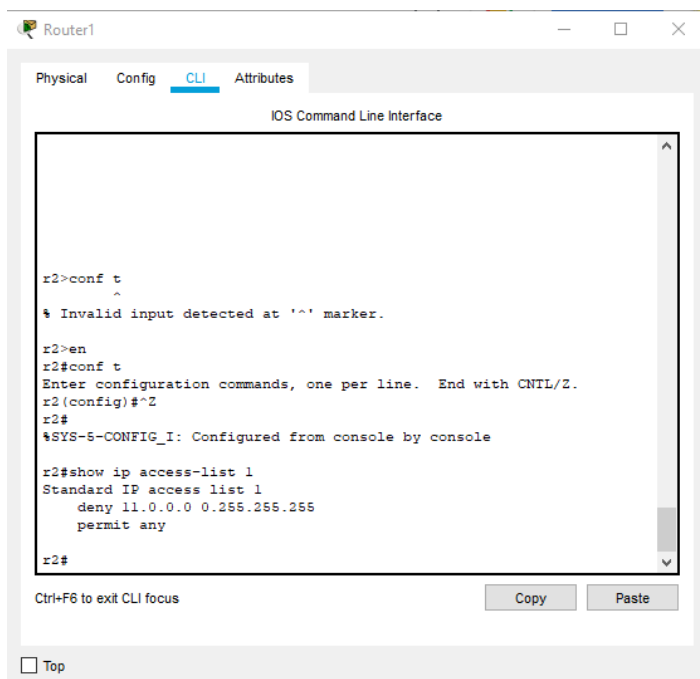 Router1
Physical Config CLI Attributes
IOS Command Line Interface
r2>conf t
^
% Invalid input detected at '^' marker.
r2>en
r2#conf t
Enter configuration commands, one per line.  End with CNTL/Z.
r2(config)#^Z
r2#
%SYS-5-CONFIG_I: Configured from console by console
r2#show ip access-list 1
Standard IP access list 1
    deny 11.0.0.0 0.255.255.255
    permit any
r2#
Ctrl+F6 to exit CLI focus Copy Paste
Top